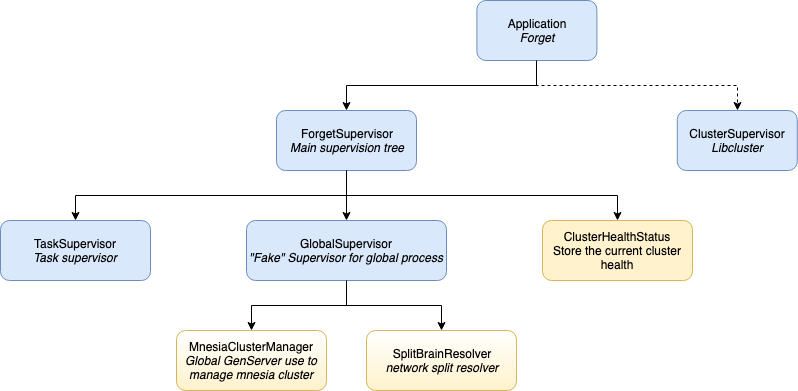 Application
Forget
ForgetSupervisor
Main supervision tree
ClusterSupervisor
Libcluster
TaskSupervisor
Task supervisor
GlobalSupervisor
"Fake" Supervisor for global process
ClusterHealthStatus
Store the current cluster
health
MnesiaClusterManager
Global GenServer use to
manage mnesia cluster
SplitBrainResolver
network split resolver